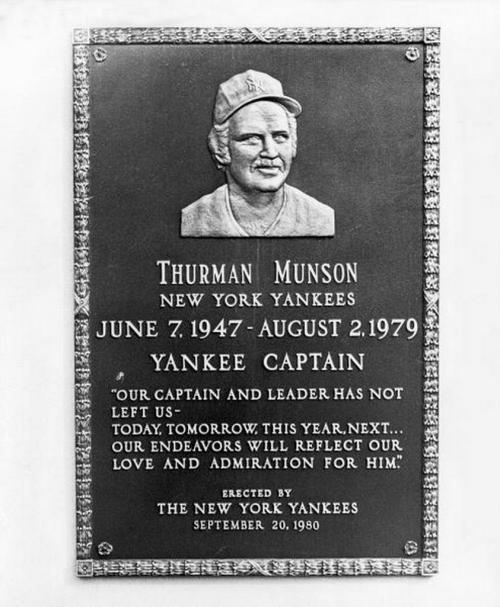 THURMAN MUNSON
NEW YORK YANKEES
JUNE 7, 1947 - AUGUST 2, 1979
YANKEE CAPTAIN
"OUR CAPTAIN AND LEADER HAS NOT
LEFT US-
TODAY, TOMORROW, THIS YEAR, NEXT...
OUR ENDEAVORS WILL REFLECT OUR
LOVE AND ADMIRATION FOR HIM."
ERECTED BY
THE NEW YORK YANKEES
SEPTEMBER 20, 1980